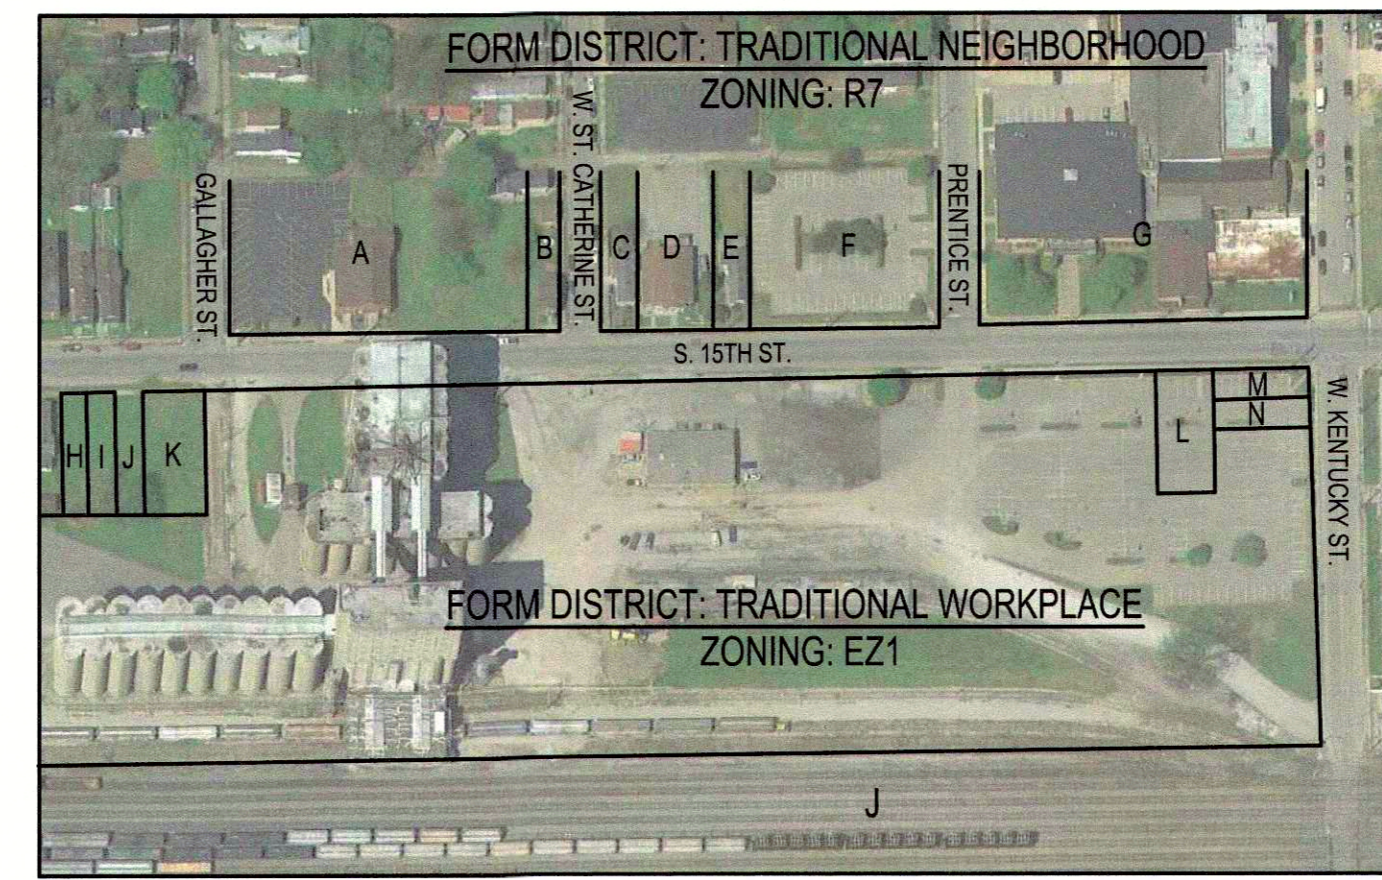 FORM DISTRICT: TRADITIONAL NEIGHBORHOOD
ZONING: R7
GALLAGHER ST.
W. ST. CATHERINE ST.
PRENTICE ST.
A
B
C
D
E
F
G
S. 15TH ST.
H
I
J
K
L
M
N
W. KENTUCKY ST.
FORM DISTRICT: TRADITIONAL WORKPLACE
ZONING: EZ1
J